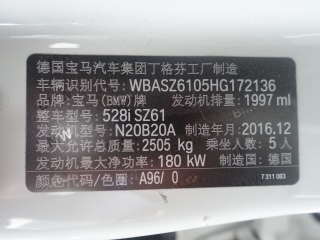 德国宝马汽车集团丁格芬工厂制造
车辆识别代号: WBASZ6105HG172136
品牌: 宝马(BMW)牌 发动机排量: 1997 ml
型号: 528i SZ61
发动机型号: N20B20A 制造年月: 2016.12
最大允许总质量: 2505 kg 乘坐人数: 5 人
发动机最大净功率: 180 kW 制造国: 德国
颜色代码/色圈: A96/ 0
7 311 083